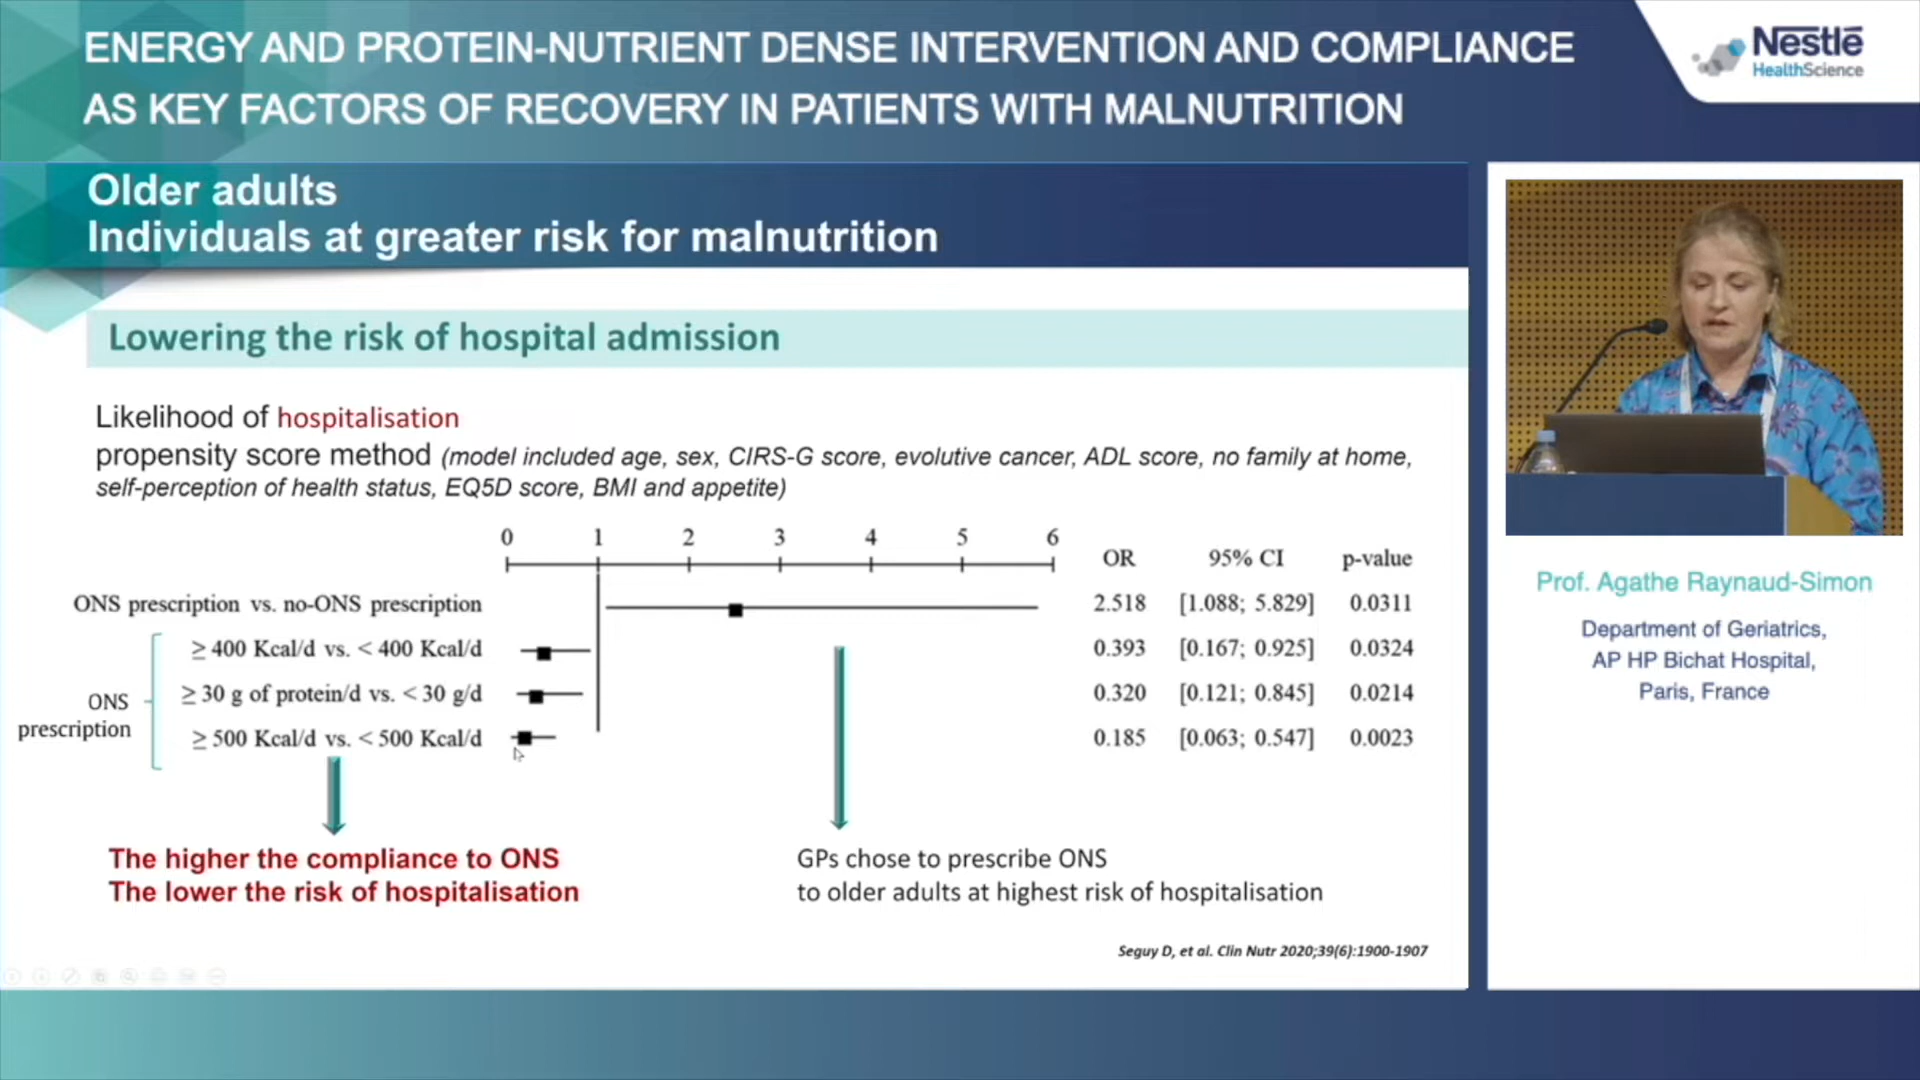 ENERGY AND PROTEIN-NUTRIENT DENSE INTERVENTION AND COMPLIANCE
AS KEY FACTORS OF RECOVERY IN PATIENTS WITH MALNUTRITION
Nestlé
HealthScience
Older adults
Individuals at greater risk for malnutrition
Lowering the risk of hospital admission
Likelihood of hospitalisation
propensity score method (model included age, sex, CIRS-G score, evolutive cancer, ADL score, no family at home,
self-perception of health status, EQ5D score, BMI and appetite)
0 1 2 3 4 5 6
OR 95% CI p-value
ONS prescription vs. no-ONS prescription 2.518 [1.088; 5.829] 0.0311
≥ 400 Kcal/d vs. < 400 Kcal/d 0.393 [0.167; 0.925] 0.0324
≥ 30 g of protein/d vs. < 30 g/d 0.320 [0.121; 0.845] 0.0214
≥ 500 Kcal/d vs. < 500 Kcal/d 0.185 [0.063; 0.547] 0.0023
ONS
prescription
The higher the compliance to ONS
The lower the risk of hospitalisation
GPs chose to prescribe ONS
to older adults at highest risk of hospitalisation
Seguy D, et al. Clin Nutr 2020;39(6):1900-1907
Prof. Agathe Raynaud-Simon
Department of Geriatrics,
AP HP Bichat Hospital,
Paris, France